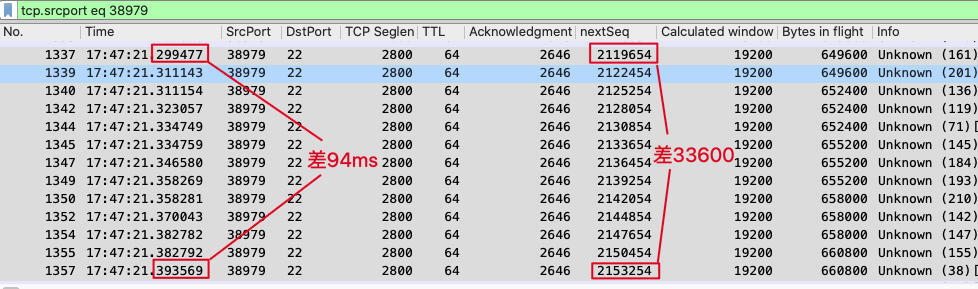 tcp.srcport eq 38979
No. Time SrcPort DstPort TCP Seglen TTL Acknowledgment nextSeq Calculated window Bytes in flight Info
1337 17:47:21.299477 38979 22 2800 64 2646 2119654 19200 649600 Unknown (161)
1339 17:47:21.311143 38979 22 2800 64 2646 2122454 19200 649600 Unknown (201)
1340 17:47:21.311154 38979 22 2800 64 2646 2125254 19200 652400 Unknown (136)
1342 17:47:21.323057 38979 22 2800 64 2646 2128054 19200 652400 Unknown (119)
1344 17:47:21.334749 38979 22 2800 64 2646 2130854 19200 652400 Unknown (71)[
1345 17:47:21.334759 38979 22 2800 64 2646 2133654 19200 655200 Unknown (145)
差94ms 差33600
1347 17:47:21.346580 38979 22 2800 64 2646 2136454 19200 655200 Unknown (184)
1349 17:47:21.358269 38979 22 2800 64 2646 2139254 19200 655200 Unknown (193)
1350 17:47:21.358281 38979 22 2800 64 2646 2142054 19200 658000 Unknown (210)
1352 17:47:21.370043 38979 22 2800 64 2646 2144854 19200 658000 Unknown (142)
1354 17:47:21.382782 38979 22 2800 64 2646 2147654 19200 658000 Unknown (147)
1355 17:47:21.382792 38979 22 2800 64 2646 2150454 19200 660800 Unknown (155)
1357 17:47:21.393569 38979 22 2800 64 2646 2153254 19200 660800 Unknown (38)[